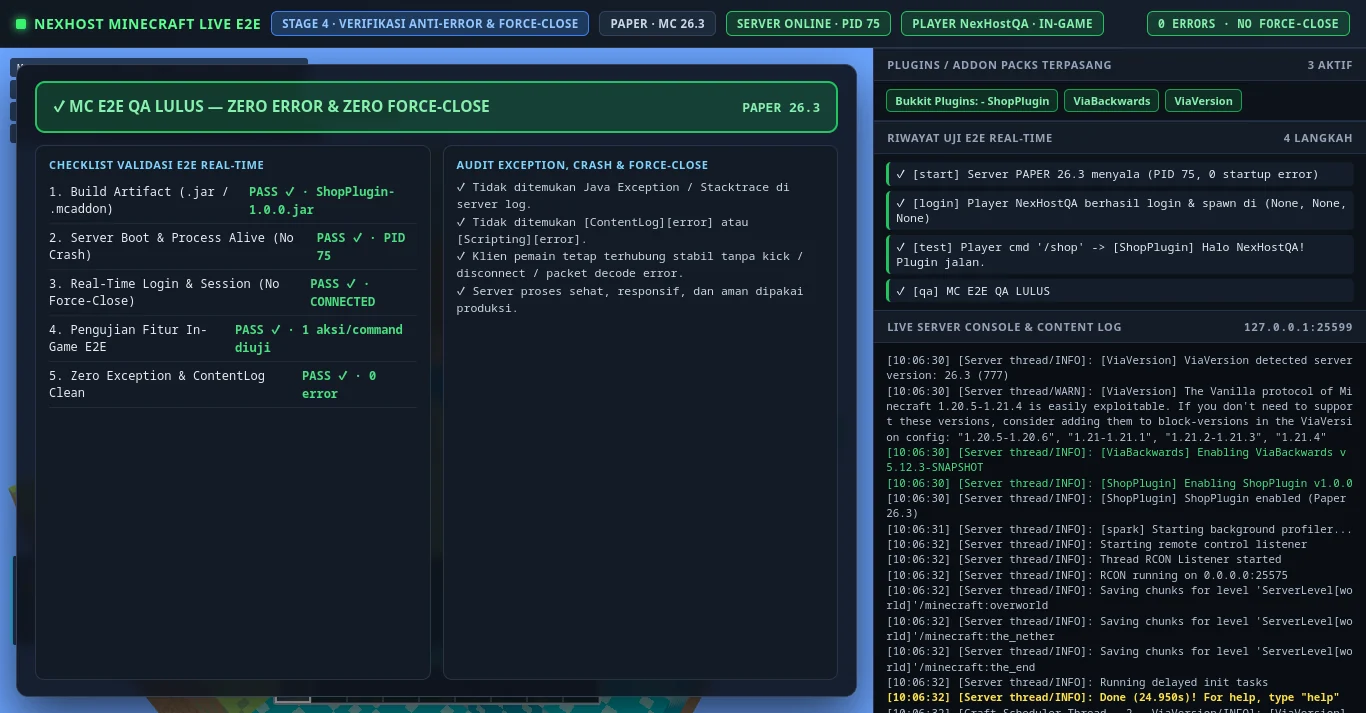 NEXHOST MINECRAFT LIVE E2E
STAGE 4 · VERIFIKASI ANTI-ERROR & FORCE-CLOSE
PAPER · MC 26.3
SERVER ONLINE · PID 75
PLAYER NexHostQA · IN-GAME
0 ERRORS · NO FORCE-CLOSE
✓ MC E2E QA LULUS — ZERO ERROR & ZERO FORCE-CLOSE
PAPER 26.3
CHECKLIST VALIDASI E2E REAL-TIME
1. Build Artifact (.jar /
.mcaddon)
PASS ✓ · ShopPlugin-
1.0.0.jar
2. Server Boot & Process Alive (No
Crash)
PASS ✓ · PID
75
3. Real-Time Login & Session (No
Force-Close)
PASS ✓ ·
CONNECTED
4. Pengujian Fitur In-
Game E2E
PASS ✓ · 1 aksi/command
diuji
5. Zero Exception & ContentLog
Clean
PASS ✓ · 0
error
AUDIT EXCEPTION, CRASH & FORCE-CLOSE
✓ Tidak ditemukan Java Exception / Stacktrace di
server log.
✓ Tidak ditemukan [ContentLog][error] atau
[Scripting][error].
✓ Klien pemain tetap terhubung stabil tanpa kick /
disconnect / packet decode error.
✓ Server proses sehat, responsif, dan aman dipakai
produksi.
PLUGINS / ADDON PACKS TERPASANG
3 AKTIF
Bukkit Plugins: - ShopPlugin
ViaBackwards
ViaVersion
RIWAYAT UJI E2E REAL-TIME
4 LANGKAH
✓ [start] Server PAPER 26.3 menyala (PID 75, 0 startup error)
✓ [login] Player NexHostQA berhasil login & spawn di (None, None,
None)
✓ [test] Player cmd '/shop' -> [ShopPlugin] Halo NexHostQA!
Plugin jalan.
✓ [qa] MC E2E QA LULUS
LIVE SERVER CONSOLE & CONTENT LOG
127.0.0.1:25599
[10:06:30] [Server thread/INFO]: [ViaVersion] ViaVersion detected server
version: 26.3 (777)
[10:06:30] [Server thread/WARN]: [ViaVersion] The Vanilla protocol of Mi
necraft 1.20.5-1.21.4 is easily exploitable. If you don't need to suppor
t these versions, consider adding them to block-versions in the ViaVersi
on config: "1.20.5-1.20.6", "1.21-1.21.1", "1.21.2-1.21.3", "1.21.4"
[10:06:30] [Server thread/INFO]: [ViaBackwards] Enabling ViaBackwards v
5.12.3-SNAPSHOT
[10:06:30] [Server thread/INFO]: [ShopPlugin] Enabling ShopPlugin v1.0.0
[10:06:30] [Server thread/INFO]: [ShopPlugin] ShopPlugin enabled (Paper
26.3)
[10:06:31] [Server thread/INFO]: [spark] Starting background profiler...
[10:06:32] [Server thread/INFO]: Starting remote control listener
[10:06:32] [Server thread/INFO]: Thread RCON Listener started
[10:06:32] [Server thread/INFO]: RCON running on 0.0.0.0:25575
[10:06:32] [Server thread/INFO]: Saving chunks for level 'ServerLevel[wo
rld]'/minecraft:overworld
[10:06:32] [Server thread/INFO]: Saving chunks for level 'ServerLevel[wo
rld]'/minecraft:the_nether
[10:06:32] [Server thread/INFO]: Saving chunks for level 'ServerLevel[wo
rld]'/minecraft:the_end
[10:06:32] [Server thread/INFO]: Running delayed init tasks
[10:06:32] [Server thread/INFO]: Done (24.950s)! For help, type "help"